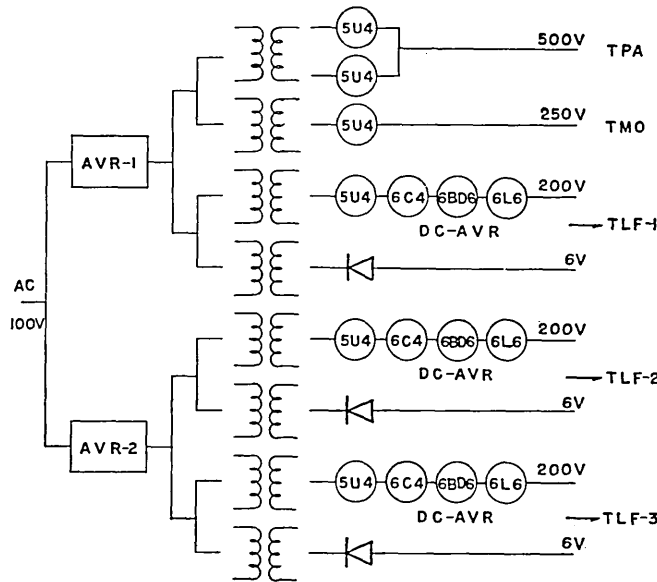 5U4
5U4
500V TPA
5U4
250V TMO
AVR-1
5U4 6C4 6BD6 6L6 200V
DC-AVR
TLF-1
6V
AC
100V
5U4 6C4 6BD6 6L6 200V
DC-AVR
TLF-2
6V
AVR-2
5U4 6C4 6BD6 6L6 200V
DC-AVR
TLF-3
6V